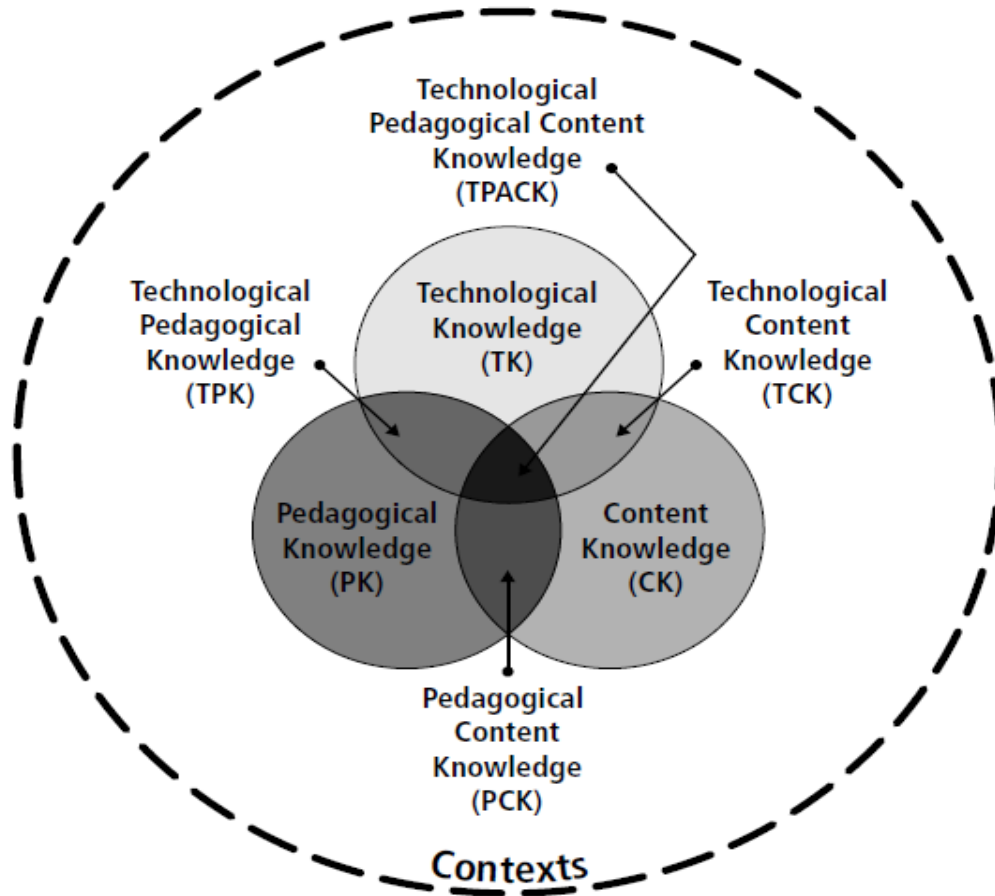 Technological
Pedagogical Content
Knowledge
(TPACK)
Technological
Pedagogical
Knowledge
(TPK)
Technological
Knowledge
(TK)
Technological
Content
Knowledge
(TCK)
Pedagogical
Knowledge
(PK)
Content
Knowledge
(CK)
Pedagogical
Content
Knowledge
(PCK)
Contexts